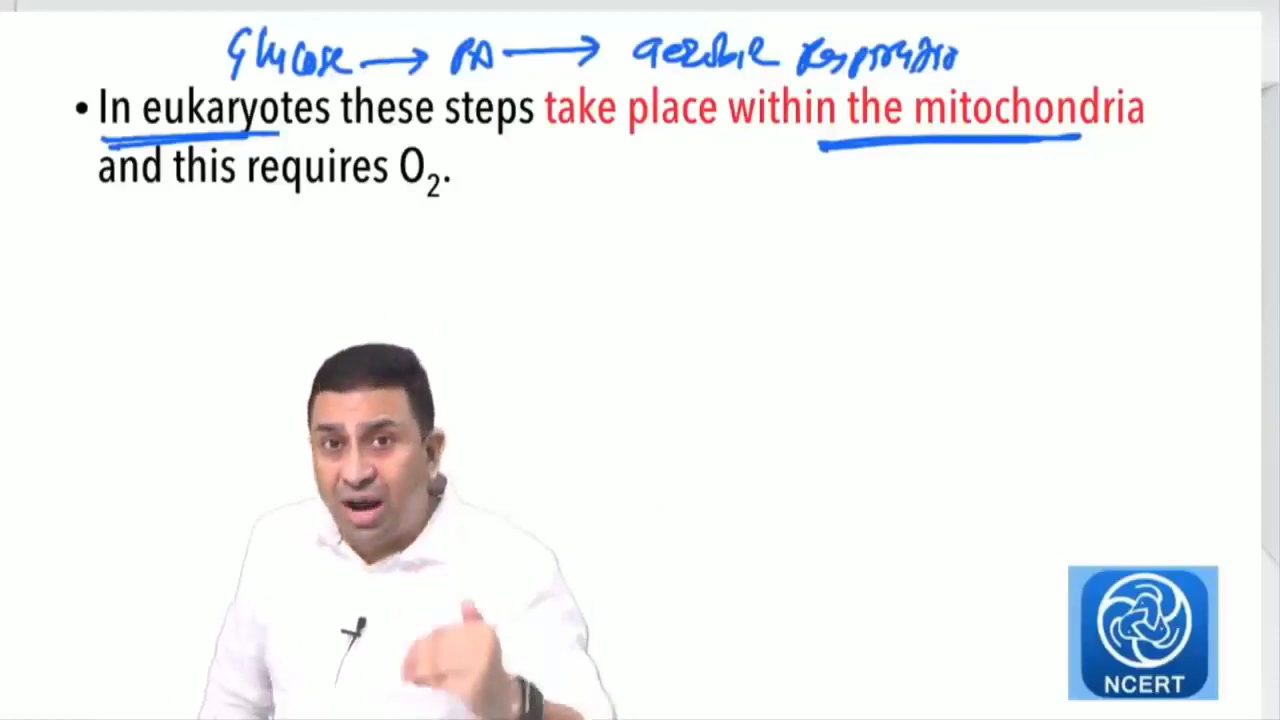 Glucose → PA → aerobic respiration
• In eukaryotes these steps take place within the mitochondria
and this requires O₂.
NCERT